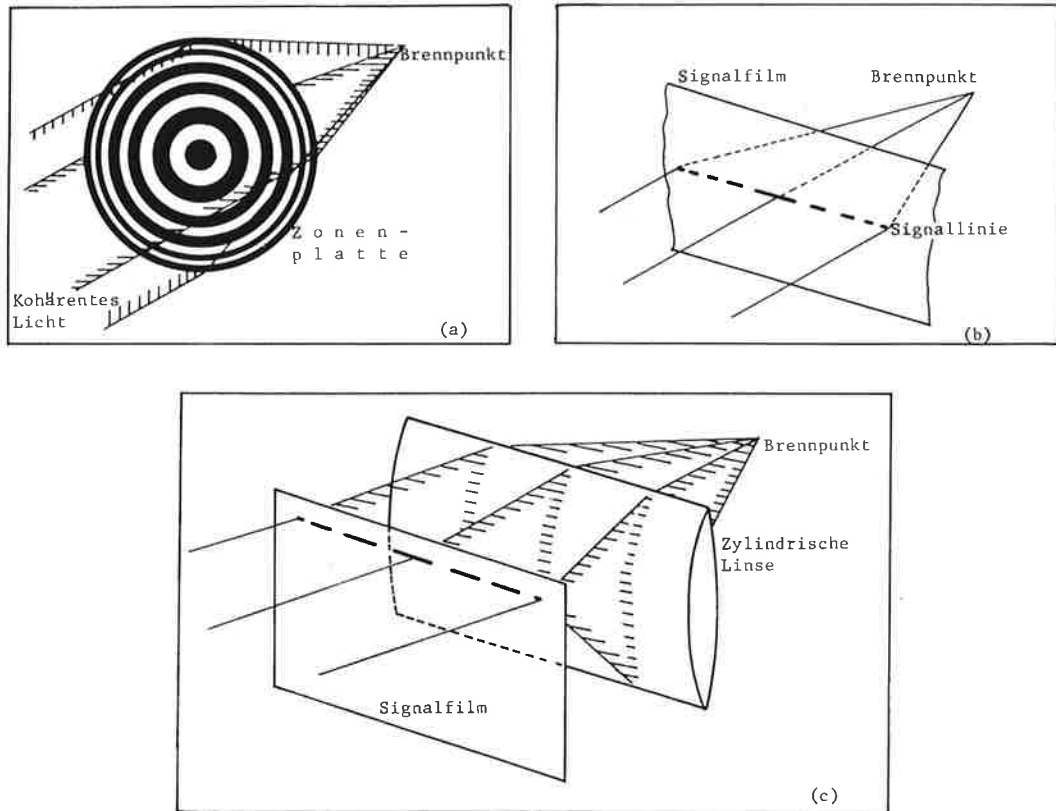 Brennpunkt
Zonen-
platte
Kohärentes
Licht
(a)
Signalfilm
Brennpunkt
Signallinie
(b)
Brennpunkt
Zylindrische
Linse
Signalfilm
(c)